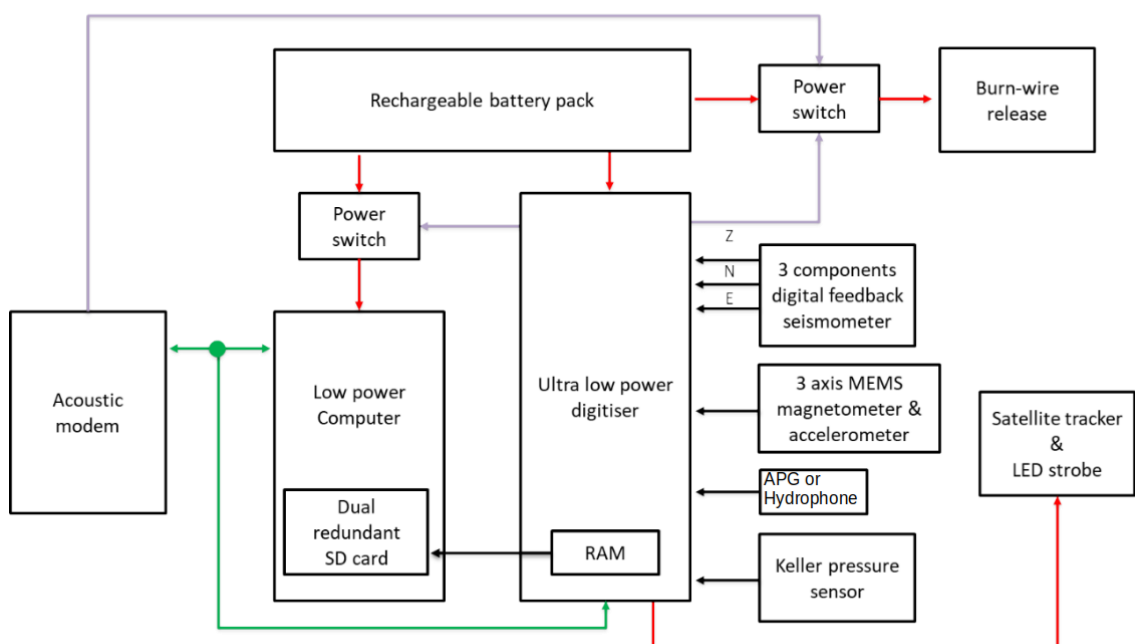 Rechargeable battery pack
Power
switch
Burn-wire
release
Power
switch
Z
N
E
3 components
digital feedback
seismometer
Acoustic
modem
Low power
Computer
Ultra low power
digitiser
3 axis MEMS
magnetometer &
accelerometer
Satellite tracker
&
LED strobe
APG or
Hydrophone
Dual
redundant
SD card
RAM
Keller pressure
sensor